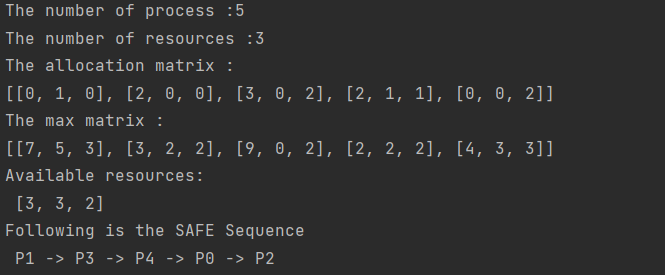 The number of process :5
The number of resources :3
The allocation matrix :
[[0, 1, 0], [2, 0, 0], [3, 0, 2], [2, 1, 1], [0, 0, 2]]
The max matrix :
[[7, 5, 3], [3, 2, 2], [9, 0, 2], [2, 2, 2], [4, 3, 3]]
Available resources:
[3, 3, 2]
Following is the SAFE Sequence
P1 -> P3 -> P4 -> P0 -> P2